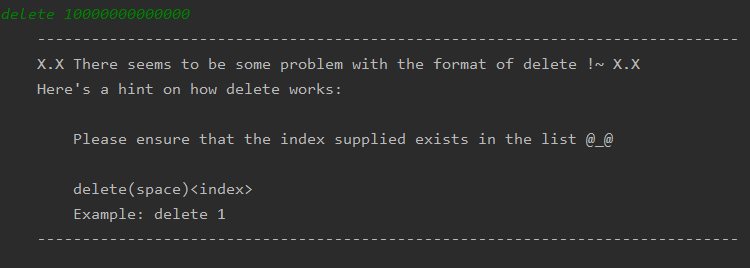 delete 10000000000000
------------------------------------------------------------------------------
X.X There seems to be some problem with the format of delete !~ X.X
Here's a hint on how delete works:
Please ensure that the index supplied exists in the list @_@
delete(space)<index>
Example: delete 1
------------------------------------------------------------------------------